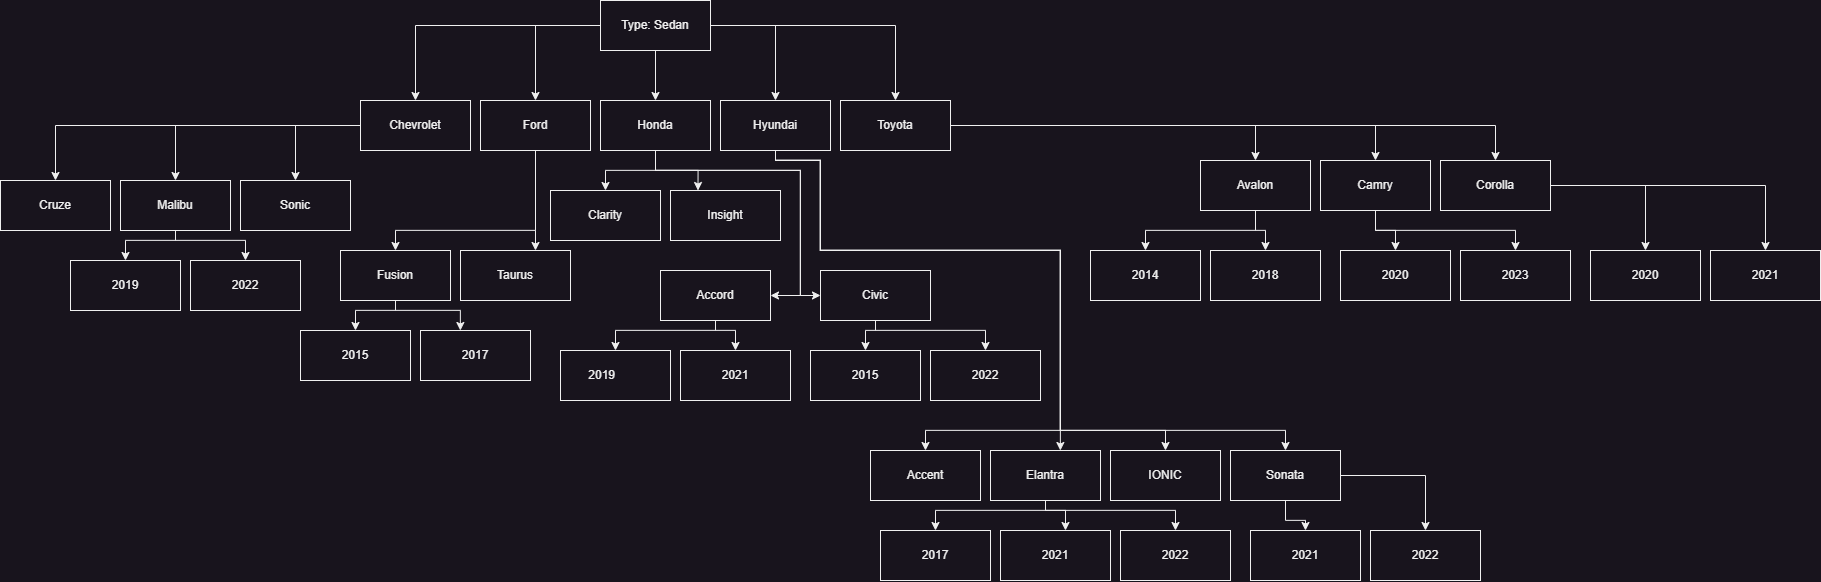 Type: Sedan
Chevrolet
Ford
Honda
Hyundai
Toyota
Cruze
Malibu
Sonic
Clarity
Insight
Avalon
Camry
Corolla
2019
2022
Fusion
Taurus
Accord
Civic
2014
2018
2020
2023
2020
2021
2015
2017
2019
2021
2015
2022
Accent
Elantra
IONIC
Sonata
2017
2021
2022
2021
2022